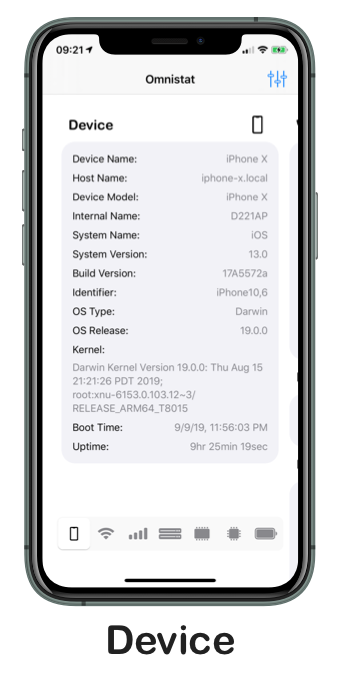 09:21
Omnistat
Device
Device Name: iPhone X
Host Name: iphone-x.local
Device Model: iPhone X
Internal Name: D221AP
System Name: iOS
System Version: 13.0
Build Version: 17A5572a
Identifier: iPhone10,6
OS Type: Darwin
OS Release: 19.0.0
Kernel:
Darwin Kernel Version 19.0.0: Thu Aug 15
21:21:26 PDT 2019;
root:xnu-6153.0.103.12~3/
RELEASE_ARM64_T8015
Boot Time: 9/9/19, 11:56:03 PM
Uptime: 9hr 25min 19sec
Device